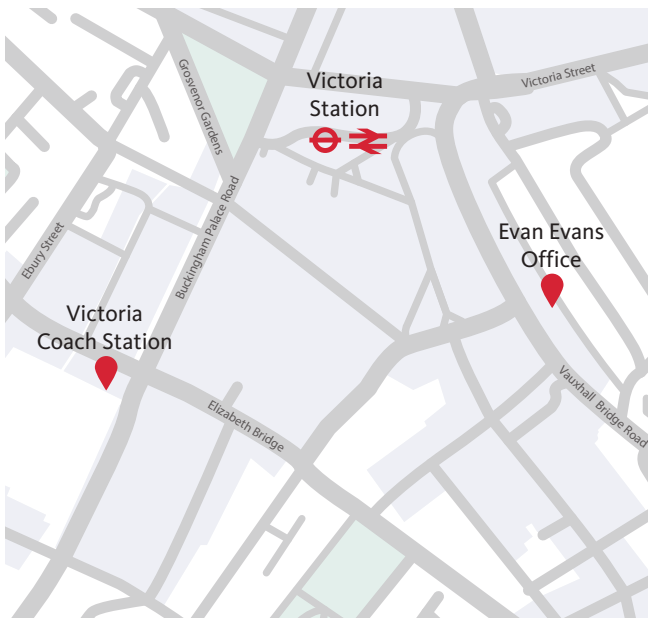 Grosvenor Gardens
Victoria
Station
Victoria Street
Buckingham Palace Road
Ebury Street
Evan Evans
Office
Victoria
Coach Station
Elizabeth Bridge
Vauxhall Bridge Road